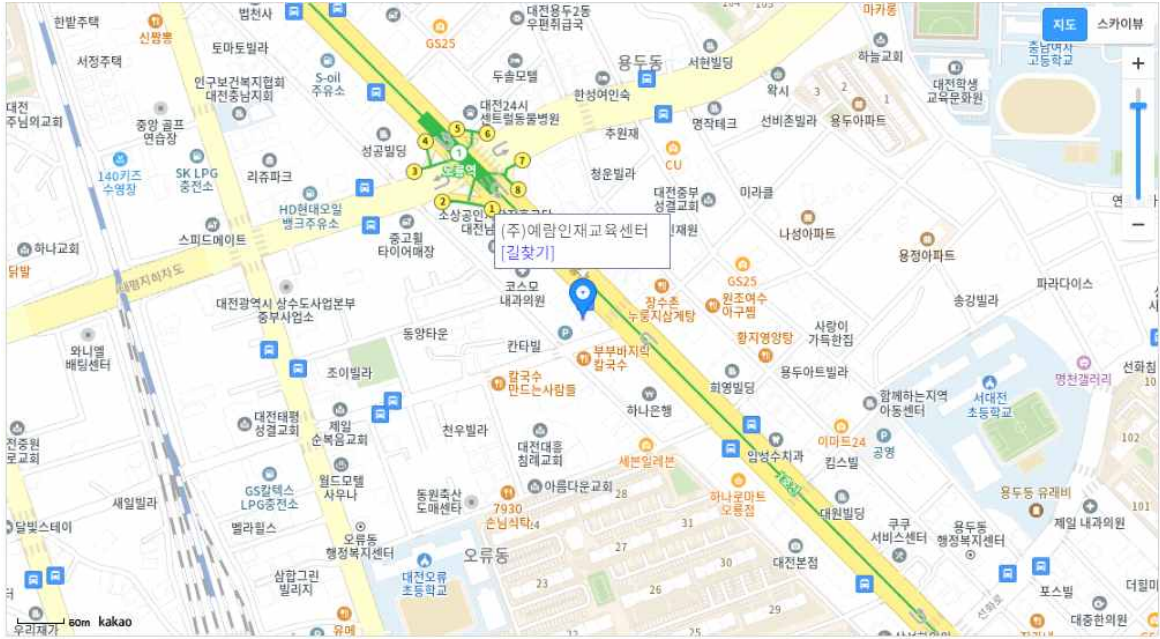 한밭주택
신짱뽕
법천사
GS25
대전용두2동
우편취급국
마카롱
지도
스카이뷰
서정주택
토마토빌라
S-oil
주유소
두솔모텔
용두동
서현빌딩
하늘교회
충남여자
고등학교
인구보건복지협회
대전충남지회
한성여인숙
왁시
3
2
1
대전학생
교육문화원
대전
주님의교회
중앙 골프
연습장
대전24시
센트럴동물병원
명작테크
선비촌빌라
용두아파트
성공빌딩
4
5
6
추원재
1
오룡역
3
7
8
2
1
CU
140키즈
수영장
SK LPG
충전소
리쥬파크
청운빌라
대전중부
성결교회
미라클
HD현대오일
뱅크주유소
나성아파트
스피드메이트
중고휠
타이어매장
(주)예람인재교육센터
[길찾기]
인재원
하나교회
닭발
태평지하차도
용정아파트
코스모
내과의원
GS25
파라다이스
대전광역시 상수도사업본부
중부사업소
장수촌
누룽지삼계탕
원조여수
아구찜
송강빌라
동양타운
칸타빌
황지영양탕
사랑이
가득한집
와니엘
배팅센터
부부바지락
칼국수
조이빌라
칼국수
만드는사람들
희영빌딩
용두아트빌라
명천갤러리
선화침
하나은행
함께하는지역
아동센터
서대전
초등학교
대전태평
성결교회
제일
순복음교회
천우빌라
대전대흥
침례교회
세븐일레븐
임성수치과
이마트24
킹스빌
공영
102
월드모텔
사우나
GS칼텍스
LPG충전소
아름다운교회
28
하나로마트
오룡점
용두동 유래비
새일빌라
동원축산
도매센타
7930
손님식탁
24
31
대원빌딩
101
제일 내과의원
달빛스테이
벨라힐스
오류동
행정복지센터
오류동
27
30
쿠쿠
서비스센터
용두동
행정복지센터
대전본점
삼합그린
빌리지
대전오류
초등학교
23
26
선화로
포스빌
더힐
29
우리재가
유메
22
25
대중한의원
60m
kakao